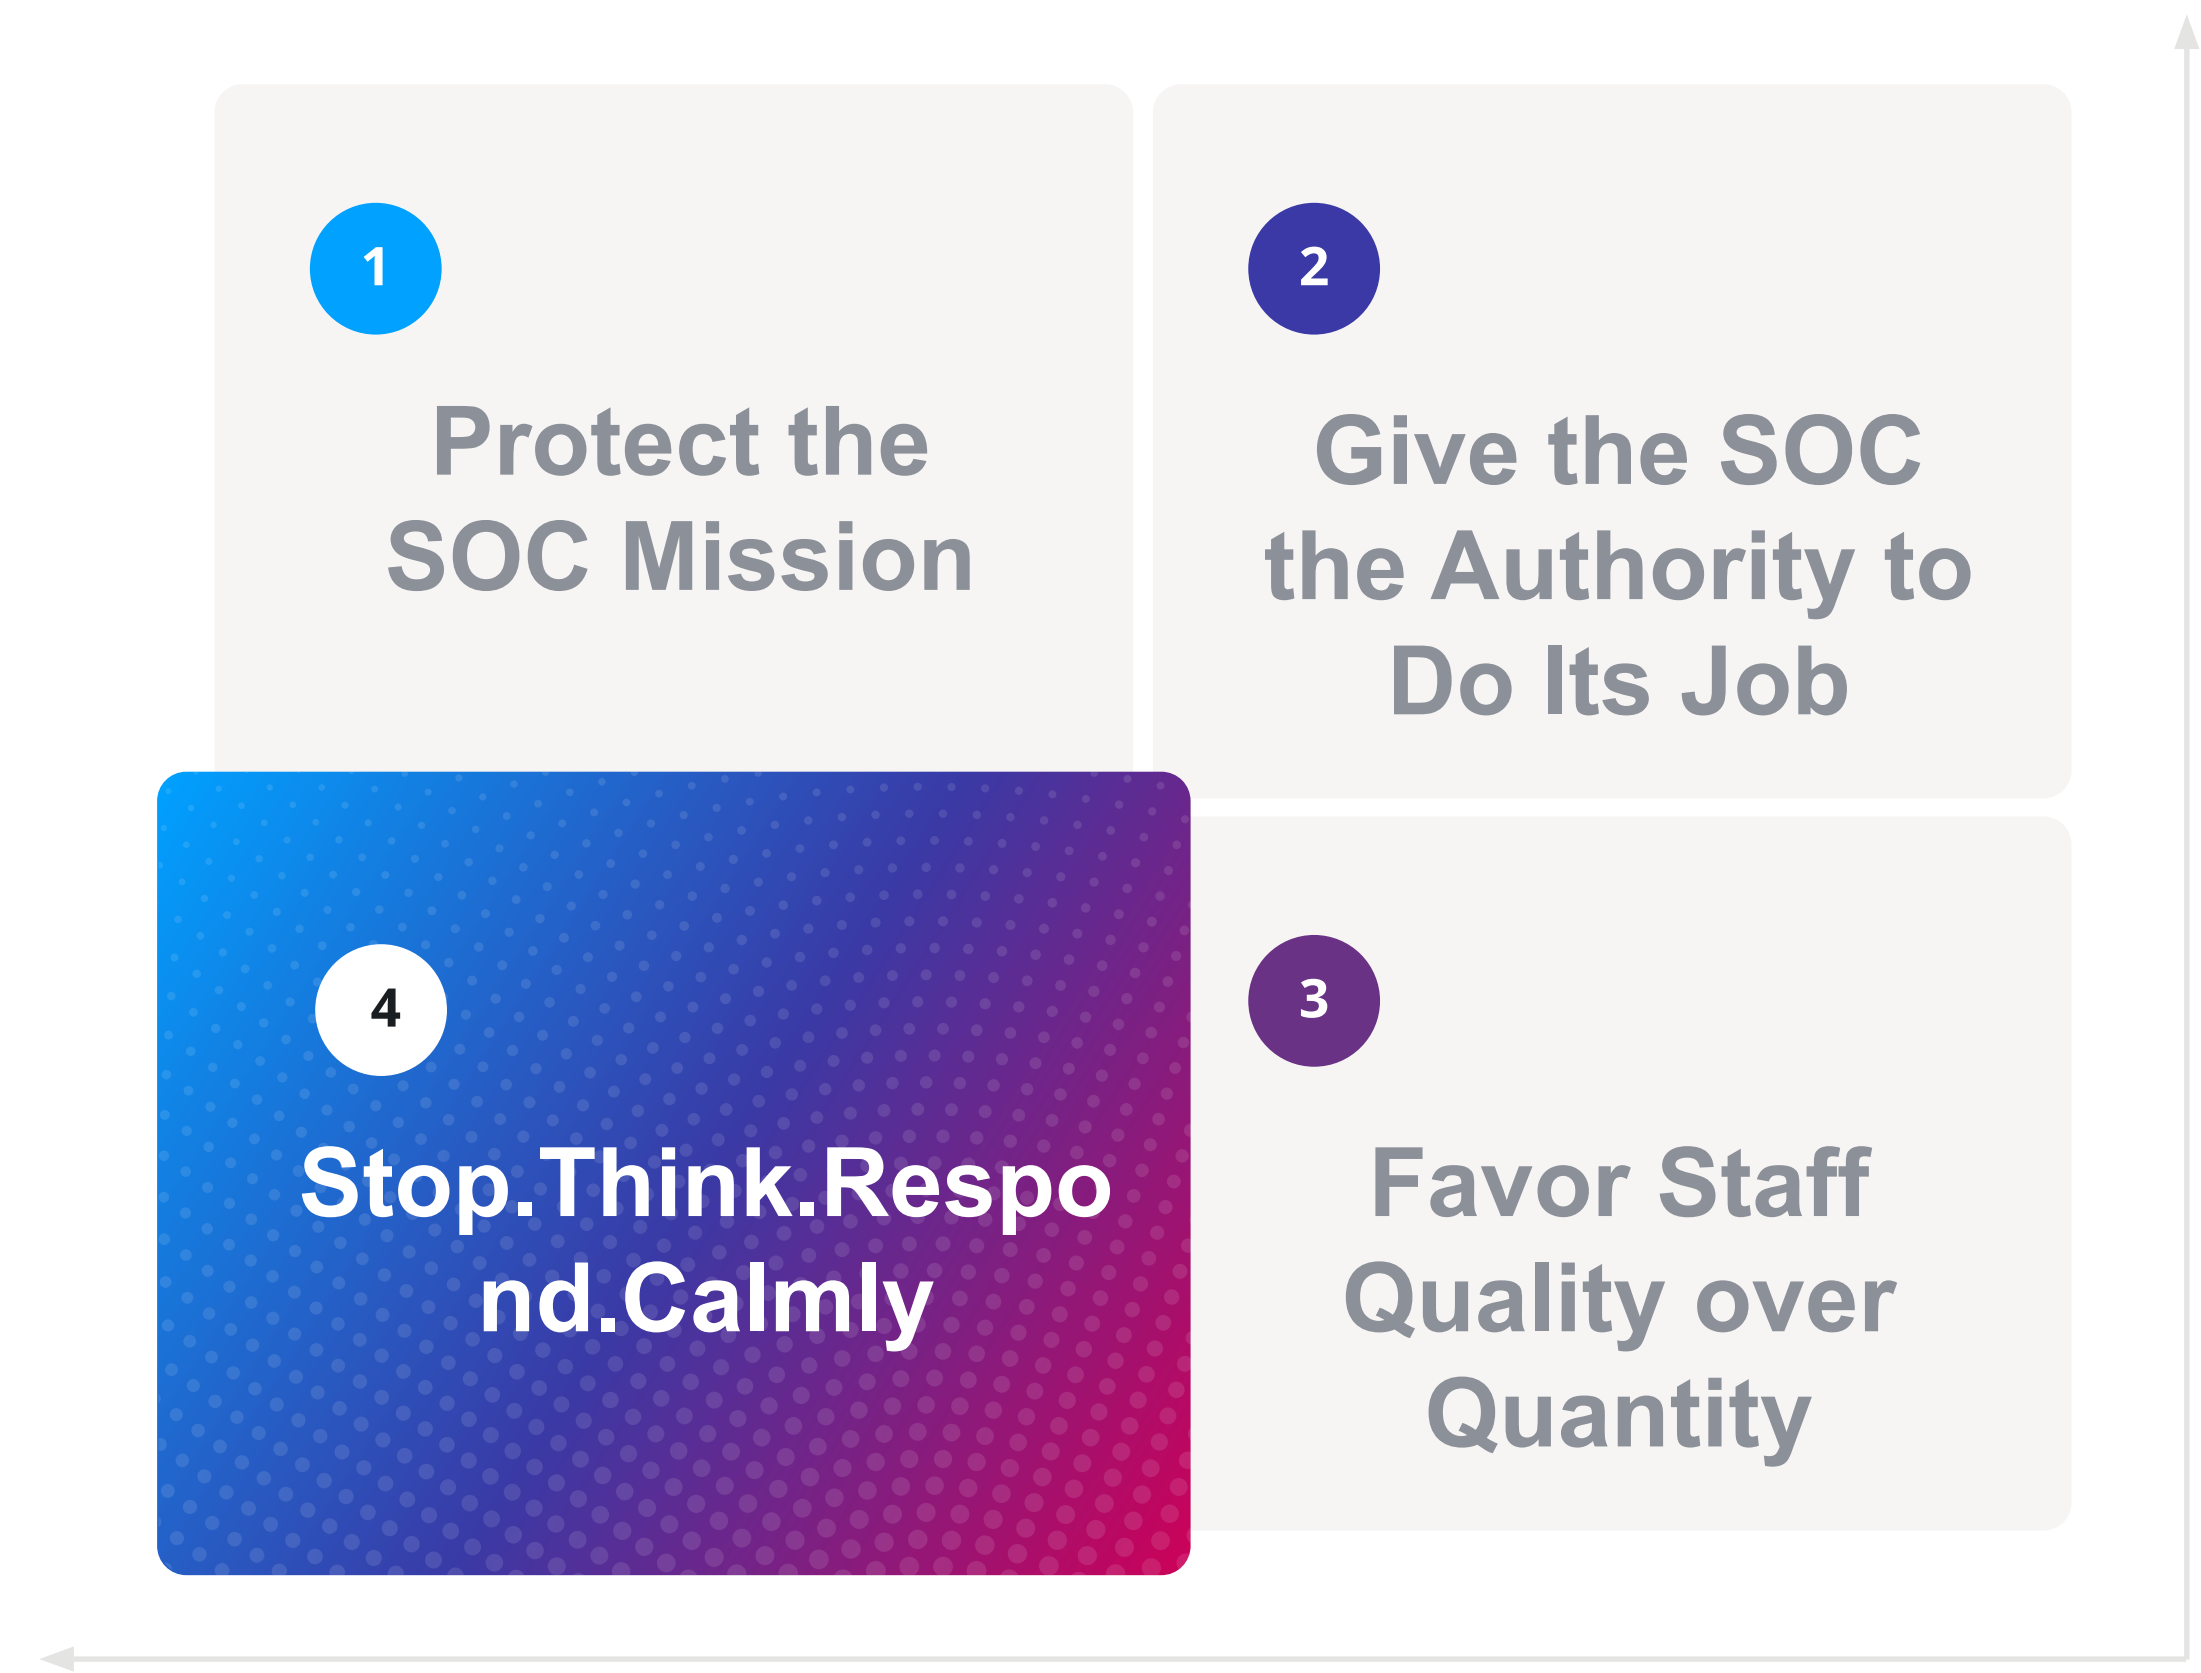 1
Protect the
SOC Mission
2
Give the SOC
the Authority to
Do Its Job
3
Favor Staff
Quality over
Quantity
4
Stop.Think.Respo
nd.Calmly